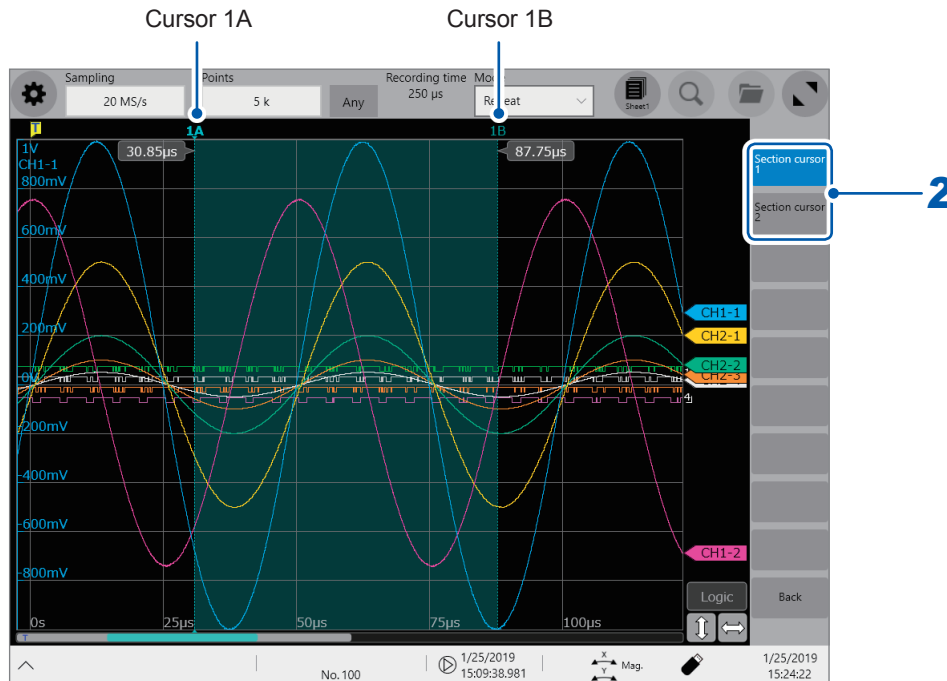 Cursor 1A
Cursor 1B
Sampling
Points
Recording time
20 MS/s
5 k
Any
250 µs
Repeat
Sheet1
T
1A
1B
1V
30.85µs
87.75µs
CH1-1
800mV
Section cursor
1
Section cursor
2
2
600mV
400mV
CH1-1
200mV
CH2-1
CH2-2
CH2-3
0V
4
-200mV
-400mV
-600mV
CH1-2
-800mV
Logic
Back
0s
25µs
50µs
75µs
100µs
T
No. 100
1/25/2019
15:09:38.981
X
Y
Mag.
1/25/2019
15:24:22